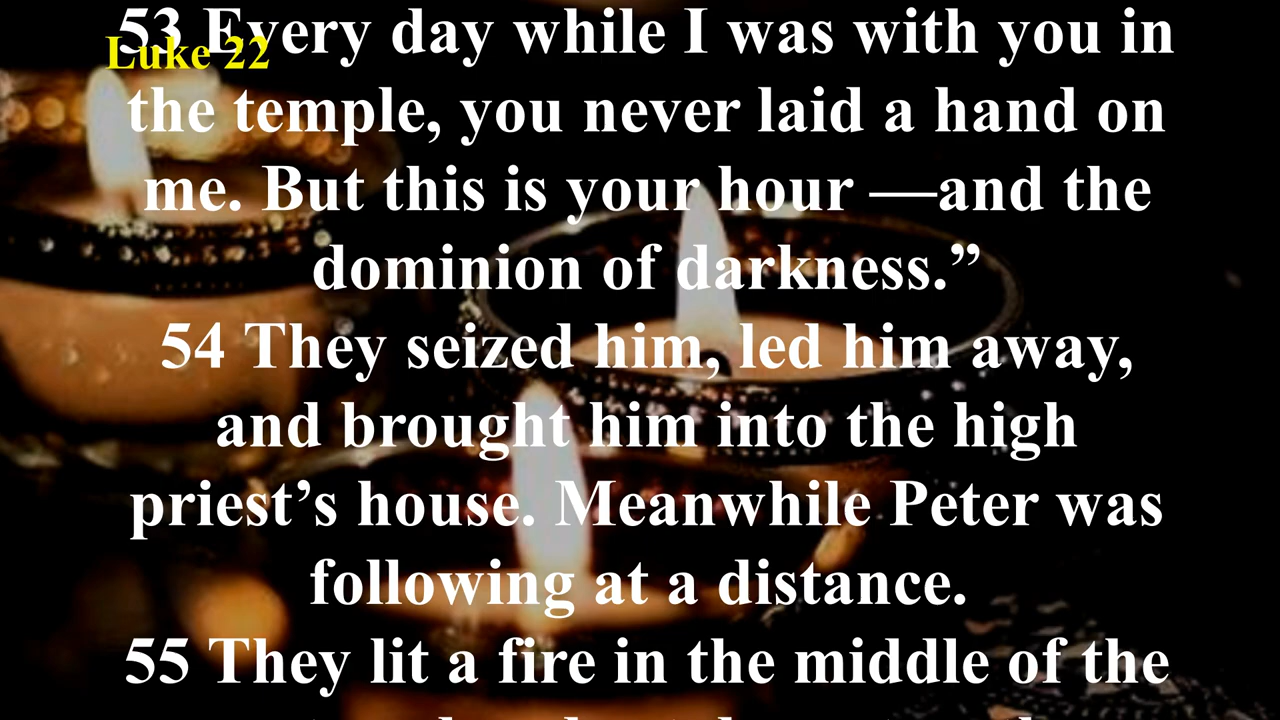 Luke 22
53 Every day while I was with you in
the temple, you never laid a hand on
me. But this is your hour —and the
dominion of darkness.”
54 They seized him, led him away,
and brought him into the high
priest’s house. Meanwhile Peter was
following at a distance.
55 They lit a fire in the middle of the